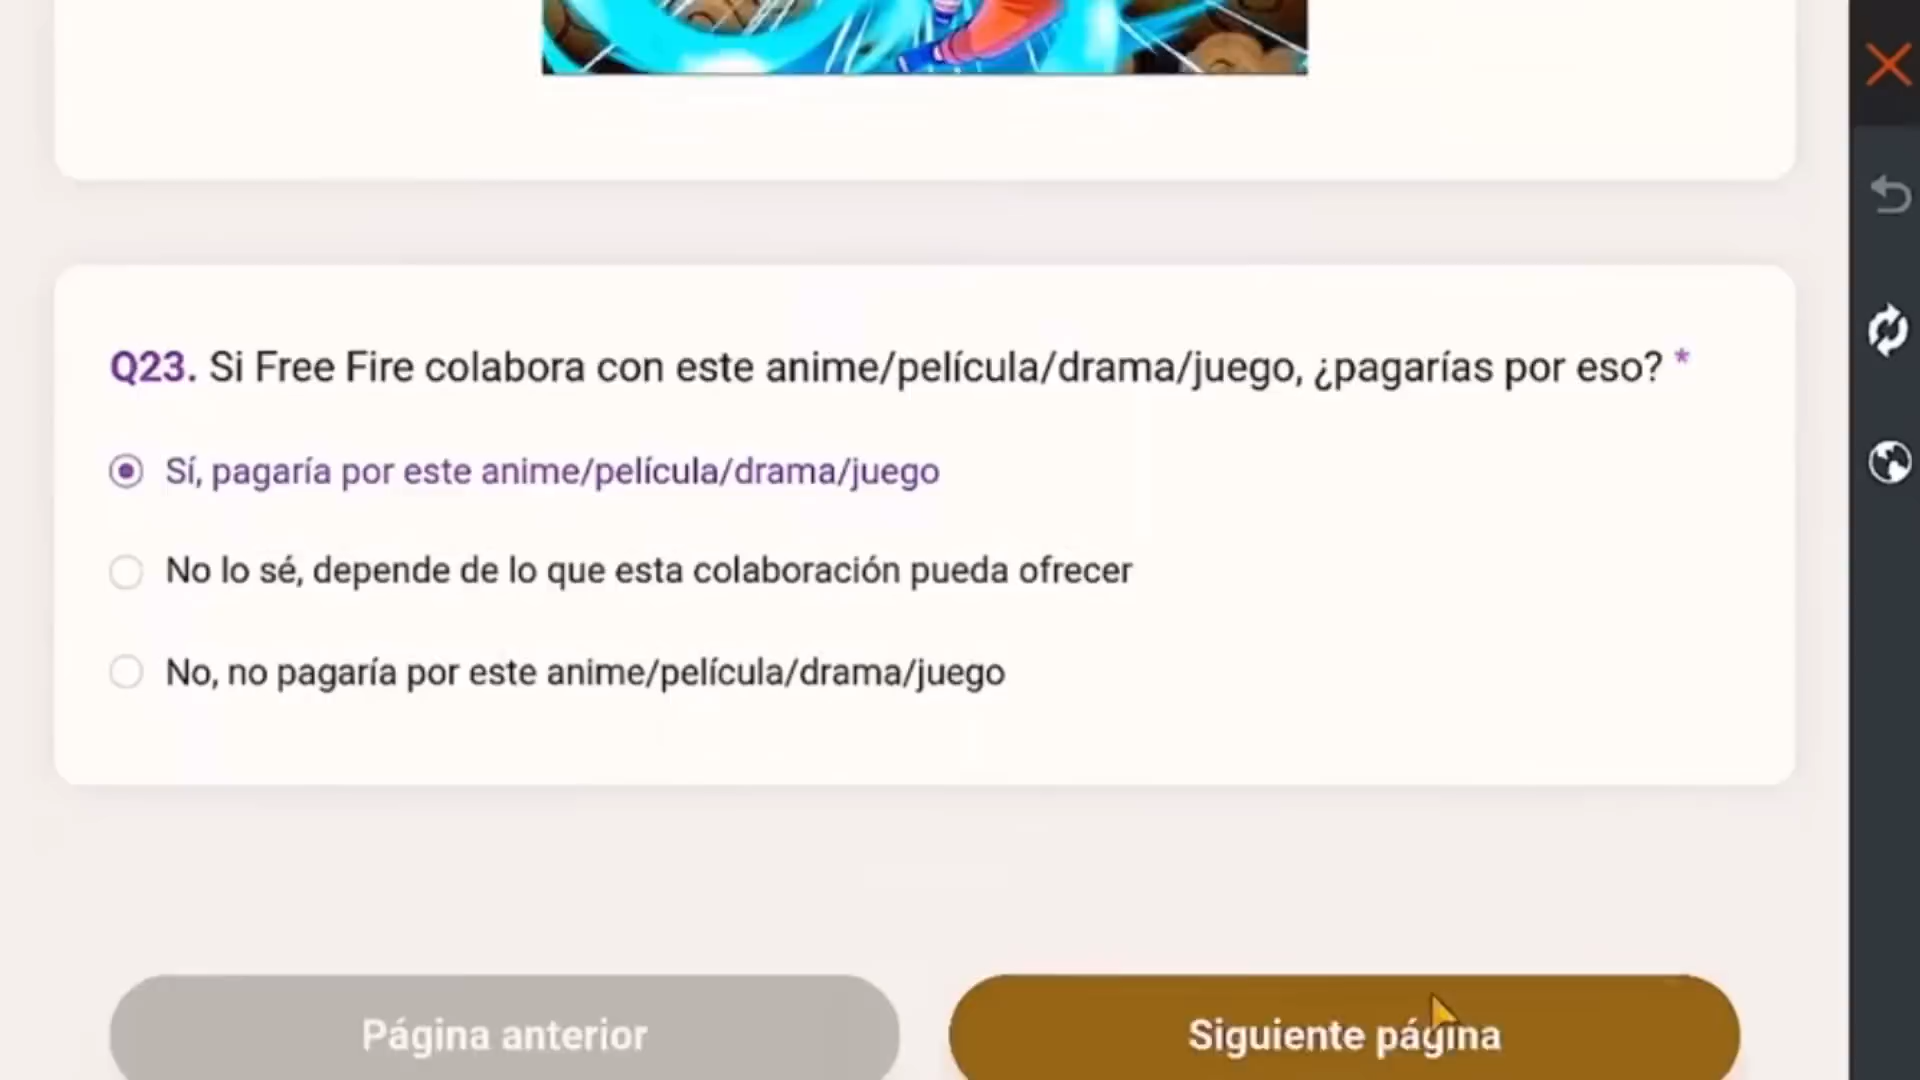 Q23. Si Free Fire colabora con este anime/película/drama/juego, ¿pagarías por eso? *
Sí, pagaría por este anime/película/drama/juego
No lo sé, depende de lo que esta colaboración pueda ofrecer
No, no pagaría por este anime/película/drama/juego
Página anterior
Siguiente página